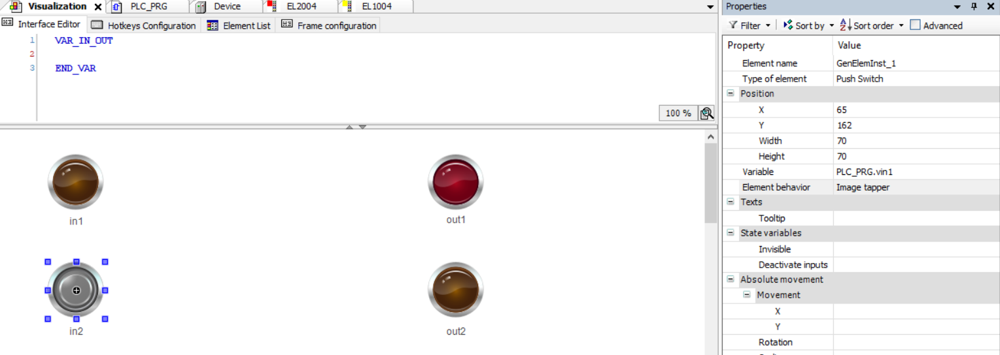 Visualization PLC_PRG Device EL2004 EL1004
Interface Editor Hotkeys Configuration Element List Frame configuration
1 VAR_IN_OUT
2
3 END_VAR
100 %
in1
out1
in2
out2
Properties
Filter Sort by Sort order Advanced
Property Value
Element name GenElemInst_1
Type of element Push Switch
Position
X 65
Y 162
Width 70
Height 70
Variable PLC_PRG.vin1
Element behavior Image tapper
Texts
Tooltip
State variables
Invisible
Deactivate inputs
Absolute movement
Movement
X
Y
Rotation